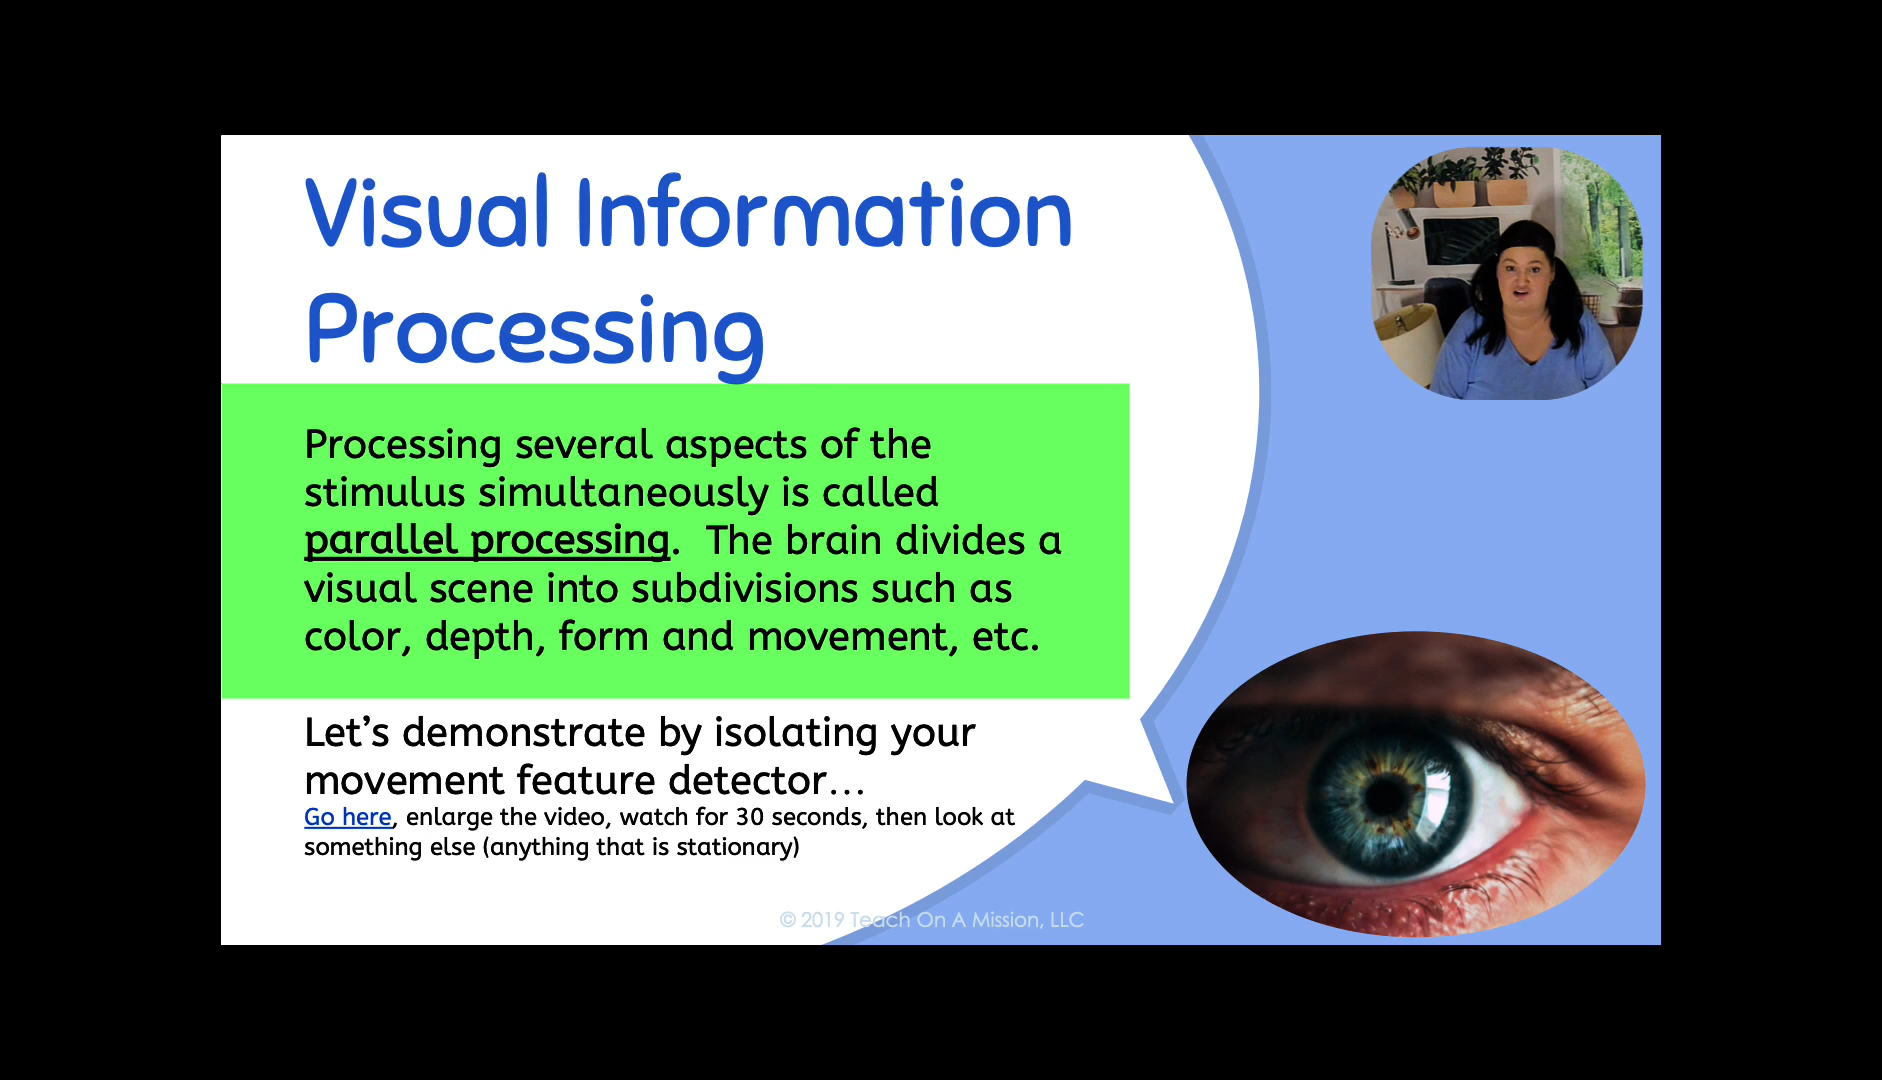 Visual Information
Processing
Processing several aspects of the
stimulus simultaneously is called
parallel processing.  The brain divides a
visual scene into subdivisions such as
color, depth, form and movement, etc.
Let’s demonstrate by isolating your
movement feature detector...
Go here, enlarge the video, watch for 30 seconds, then look at
something else (anything that is stationary)
© 2019 Teach On A Mission, LLC